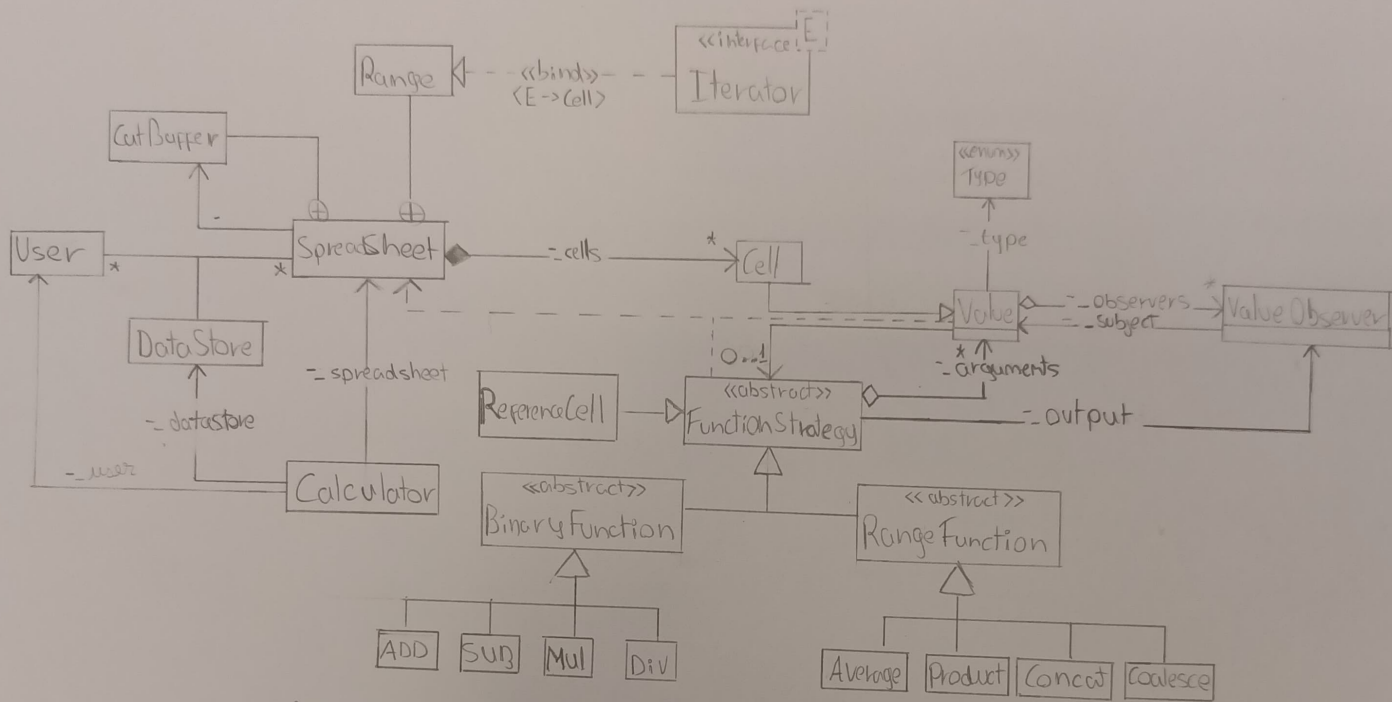 <<interface>>
E
Iterator
Range
<<bind>>
<E->Cell>
CutBuffer
<<enum>>
Type
-_type
User
*
*
SpreadSheet
-_cells
*
Cell
Value
-_observers
*
-_subject
ValueObserver
DataStore
-_spreadsheet
0..1
*
-_arguments
ReferenceCell
<<abstract>>
FunctionStrategy
-_output
-_datastore
-_user
Calculator
<<abstract>>
BinaryFunction
<<abstract>>
RangeFunction
ADD
SUB
Mul
Div
Average
Product
Concat
Coalesce